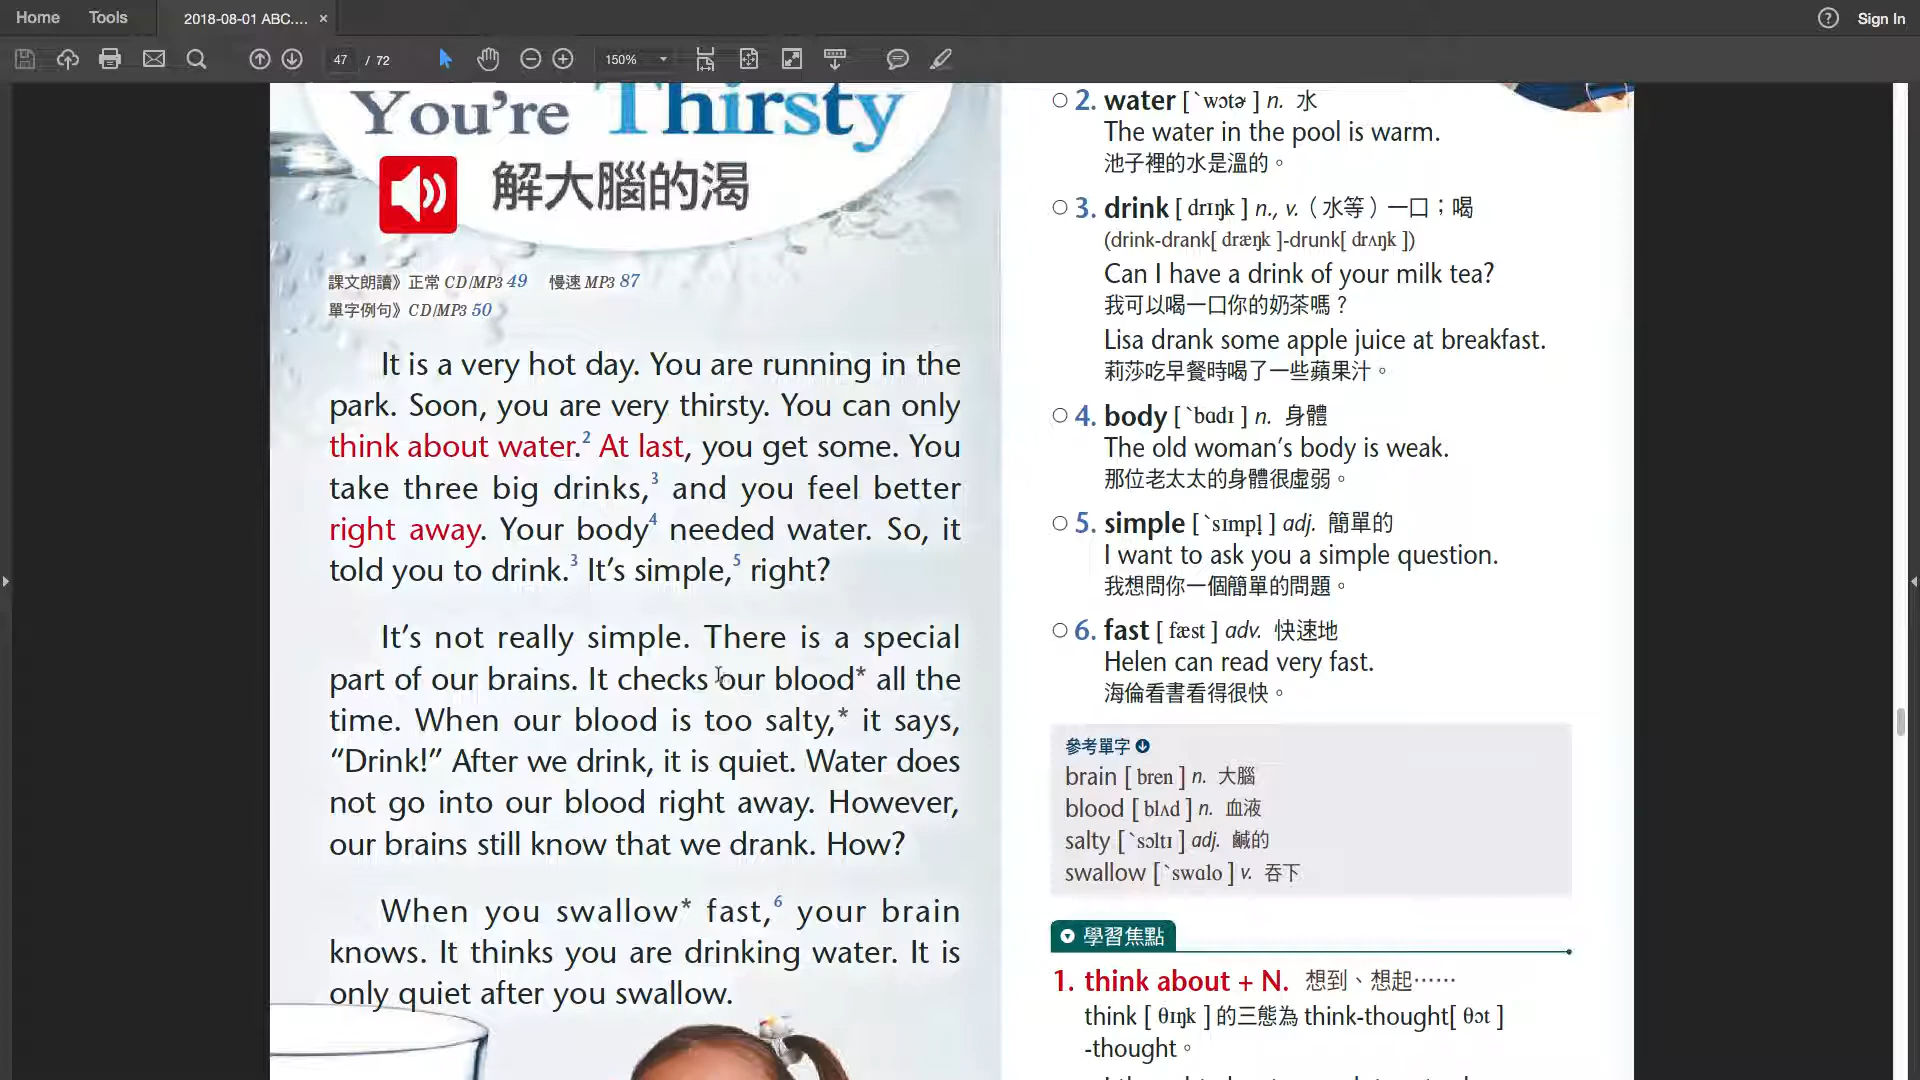 Home Tools 2018-08-01 ABC.... × Sign In
47 / 72 150%
You're Thirsty
解大腦的渴
課文朗讀》正常 CD/MP3 49 慢速 MP3 87
單字例句》CD/MP3 50
It is a very hot day. You are running in the
park. Soon, you are very thirsty. You can only
think about water.² At last, you get some. You
take three big drinks,³ and you feel better
right away. Your body⁴ needed water. So, it
told you to drink.³ It's simple,⁵ right?
It's not really simple. There is a special
part of our brains. It checks our blood* all the
time. When our blood is too salty,* it says,
“Drink!” After we drink, it is quiet. Water does
not go into our blood right away. However,
our brains still know that we drank. How?
When you swallow* fast,⁶ your brain
knows. It thinks you are drinking water. It is
only quiet after you swallow.
2. water [ˋwɔtɚ] n. 水
The water in the pool is warm.
池子裡的水是溫的。
3. drink [drɪŋk] n., v.（水等）一口；喝
(drink-drank[dræŋk]-drunk[drʌŋk])
Can I have a drink of your milk tea?
我可以喝一口你的奶茶嗎？
Lisa drank some apple juice at breakfast.
莉莎吃早餐時喝了一些蘋果汁。
4. body [ˋbɑdɪ] n. 身體
The old woman's body is weak.
那位老太太的身體很虛弱。
5. simple [ˋsɪmpl̩] adj. 簡單的
I want to ask you a simple question.
我想問你一個簡單的問題。
6. fast [fæst] adv. 快速地
Helen can read very fast.
海倫看書看得很快。
參考單字
brain [bren] n. 大腦
blood [blʌd] n. 血液
salty [ˋsɔltɪ] adj. 鹹的
swallow [ˋswɑlo] v. 吞下
學習焦點
1. think about + N. 想到、想起……
think [θɪŋk] 的三態為 think-thought[θɔt]
-thought。